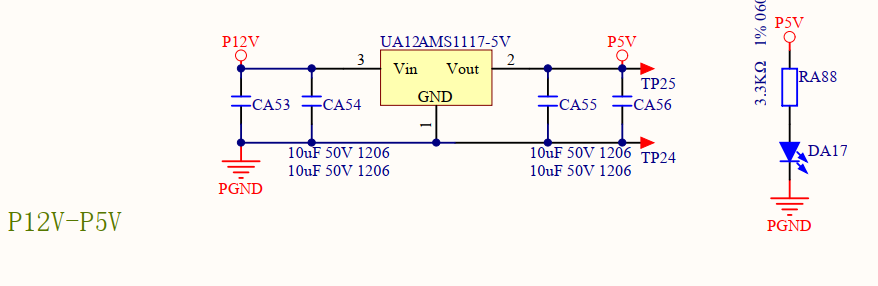 P12V
UA12AMS1117-5V
P5V
3
Vin
Vout
2
TP25
CA53
CA54
GND
CA55
CA56
1
10uF 50V 1206
10uF 50V 1206
10uF 50V 1206
10uF 50V 1206
TP24
PGND
P12V-P5V
P5V
3.3KΩ 1% 060
RA88
DA17
PGND